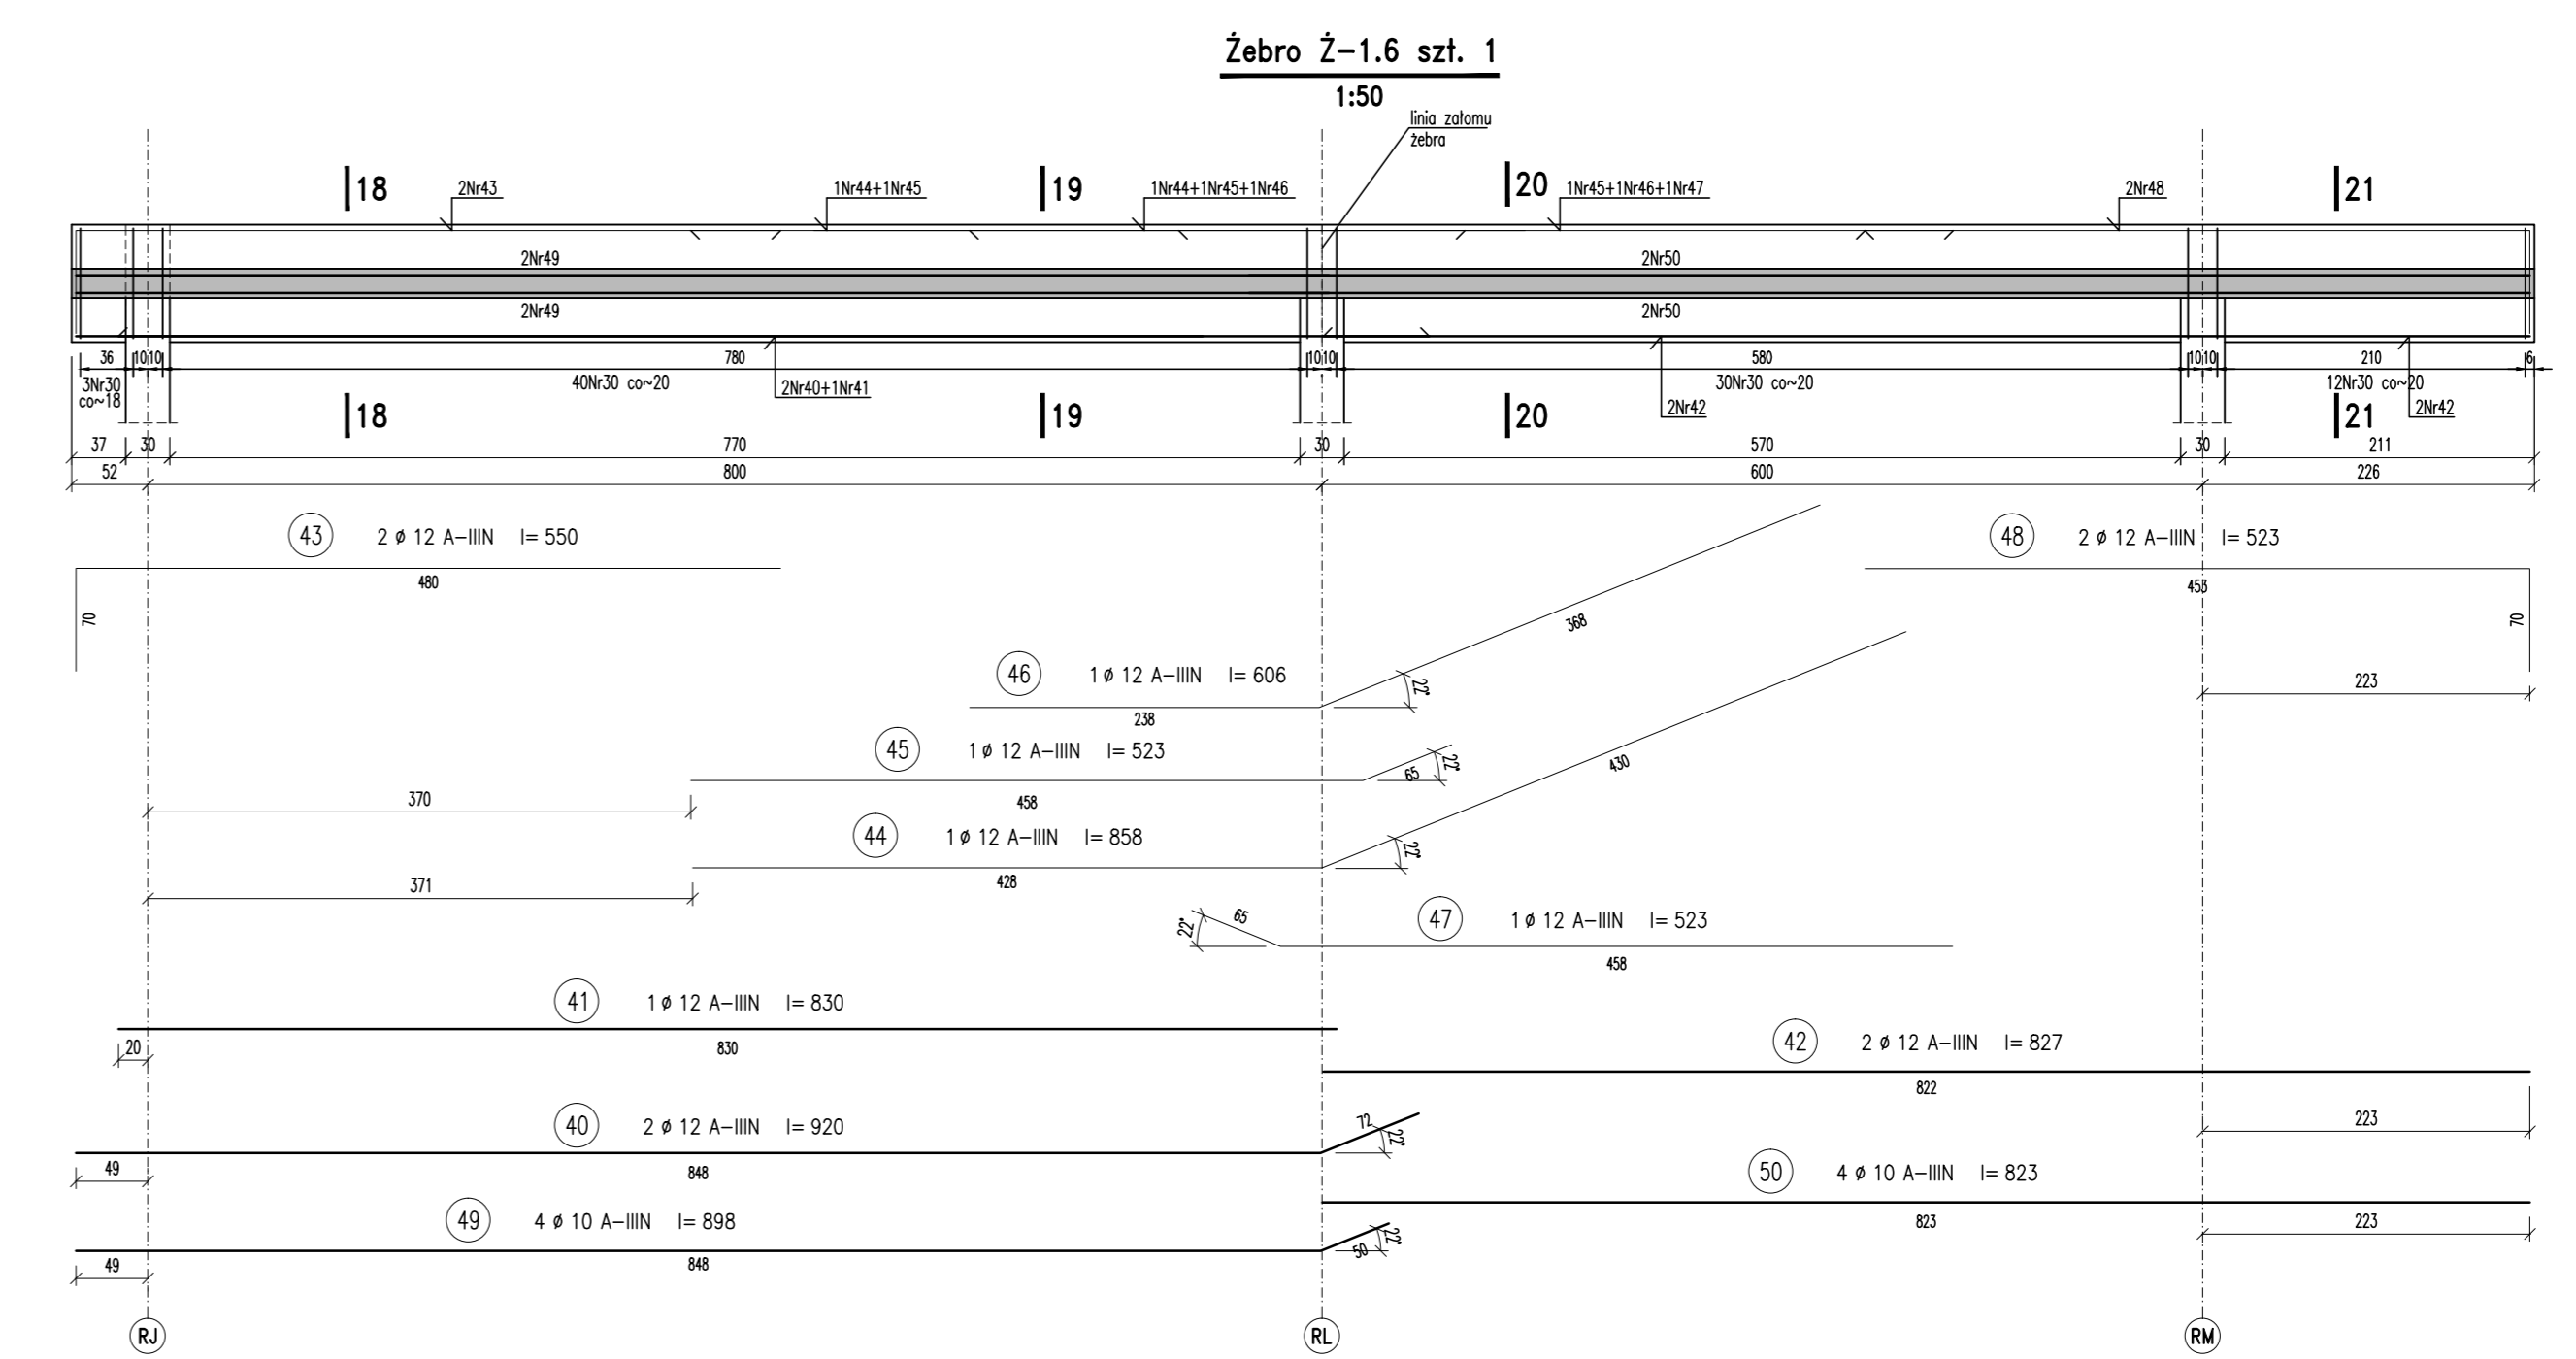 Żebro Ż-1.6 szt. 1
1:50
linia załomu
żebra
18
2Nr43
1Nr44+1Nr45
19
1Nr44+1Nr45+1Nr46
20
1Nr45+1Nr46+1Nr47
2Nr48
21
2Nr49
2Nr50
2Nr49
2Nr50
36
10 10
780
10 10
580
10 10
210
6
3Nr30
co~18
40Nr30 co~20
30Nr30 co~20
12Nr30 co~20
2Nr40+1Nr41
2Nr42
2Nr42
18
19
20
21
37
30
770
30
570
30
211
52
800
600
226
43
2 ø 12 A-IIIN l= 550
48
2 ø 12 A-IIIN l= 523
480
70
453
70
368
46
1 ø 12 A-IIIN l= 606
22°
238
223
45
1 ø 12 A-IIIN l= 523
65
22°
370
458
430
44
1 ø 12 A-IIIN l= 858
22°
371
428
22°
65
47
1 ø 12 A-IIIN l= 523
458
41
1 ø 12 A-IIIN l= 830
20
830
42
2 ø 12 A-IIIN l= 827
822
223
40
2 ø 12 A-IIIN l= 920
72
22°
49
848
50
4 ø 10 A-IIIN l= 823
823
223
49
4 ø 10 A-IIIN l= 898
50
22°
49
848
RJ
RL
RM